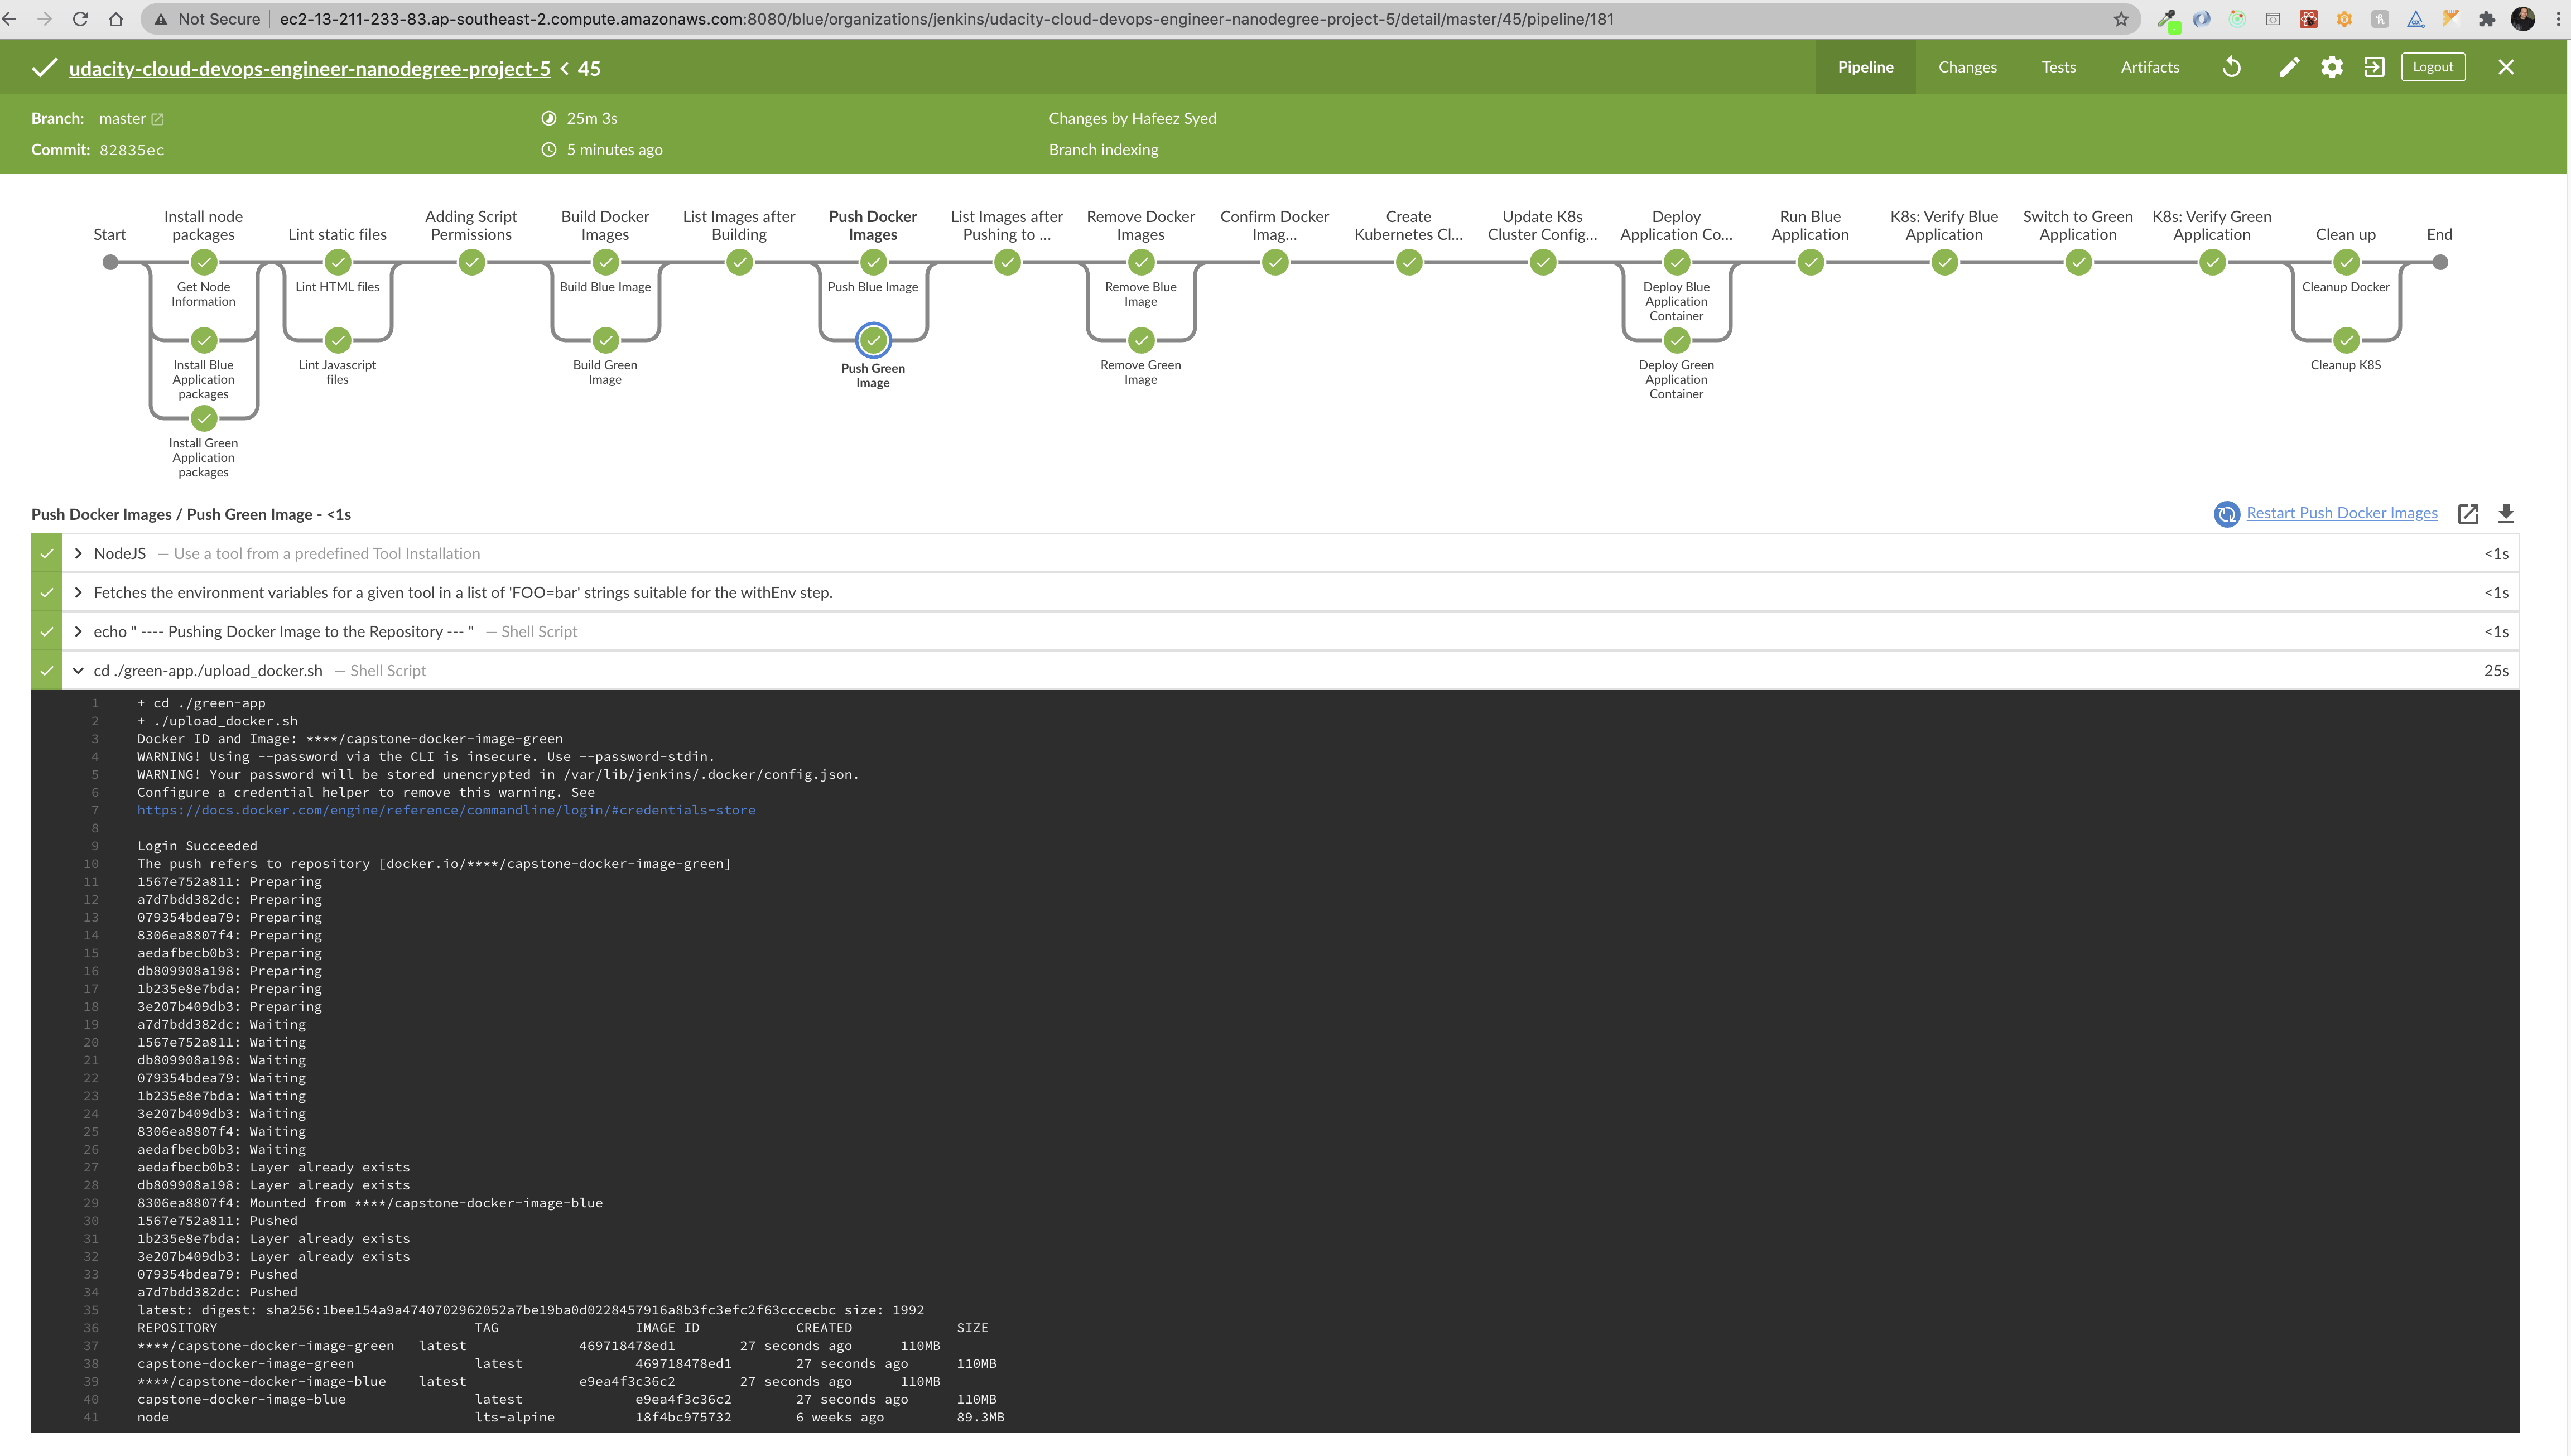 Not Secure
ec2-13-211-233-83.ap-southeast-2.compute.amazonaws.com:8080/blue/organizations/jenkins/udacity-cloud-devops-engineer-nanodegree-project-5/detail/master/45/pipeline/181
udacity-cloud-devops-engineer-nanodegree-project-5 < 45
Pipeline
Changes
Tests
Artifacts
Logout
Branch: master
25m 3s
Changes by Hafeez Syed
Commit: 82835ec
5 minutes ago
Branch indexing
Start
Install node
packages
Lint static files
Adding Script
Permissions
Build Docker
Images
List Images after
Building
Push Docker
Images
List Images after
Pushing to ...
Remove Docker
Images
Confirm Docker
Imag...
Create
Kubernetes Cl...
Update K8s
Cluster Config...
Deploy
Application Co...
Run Blue
Application
K8s: Verify Blue
Application
Switch to Green
Application
K8s: Verify Green
Application
Clean up
End
Get Node
Information
Install Blue
Application
packages
Install Green
Application
packages
Lint HTML files
Lint Javascript
files
Build Blue Image
Build Green
Image
Push Blue Image
Push Green
Image
Remove Blue
Image
Remove Green
Image
Deploy Blue
Application
Container
Deploy Green
Application
Container
Cleanup Docker
Cleanup K8S
Push Docker Images / Push Green Image - <1s
Restart Push Docker Images
NodeJS — Use a tool from a predefined Tool Installation <1s
Fetches the environment variables for a given tool in a list of 'FOO=bar' strings suitable for the withEnv step. <1s
echo " ---- Pushing Docker Image to the Repository --- " — Shell Script <1s
cd ./green-app./upload_docker.sh — Shell Script 25s
1 + cd ./green-app
2 + ./upload_docker.sh
3 Docker ID and Image: ****/capstone-docker-image-green
4 WARNING! Using --password via the CLI is insecure. Use --password-stdin.
5 WARNING! Your password will be stored unencrypted in /var/lib/jenkins/.docker/config.json.
6 Configure a credential helper to remove this warning. See
7 https://docs.docker.com/engine/reference/commandline/login/#credentials-store
8
9 Login Succeeded
10 The push refers to repository [docker.io/****/capstone-docker-image-green]
11 1567e752a811: Preparing
12 a7d7bdd382dc: Preparing
13 079354bdea79: Preparing
14 8306ea8807f4: Preparing
15 aedafbecb0b3: Preparing
16 db809908a198: Preparing
17 1b235e8e7bda: Preparing
18 3e207b409db3: Preparing
19 a7d7bdd382dc: Waiting
20 1567e752a811: Waiting
21 db809908a198: Waiting
22 079354bdea79: Waiting
23 1b235e8e7bda: Waiting
24 3e207b409db3: Waiting
25 8306ea8807f4: Waiting
26 aedafbecb0b3: Waiting
27 aedafbecb0b3: Layer already exists
28 db809908a198: Layer already exists
29 8306ea8807f4: Mounted from ****/capstone-docker-image-blue
30 1567e752a811: Pushed
31 1b235e8e7bda: Layer already exists
32 3e207b409db3: Layer already exists
33 079354bdea79: Pushed
34 a7d7bdd382dc: Pushed
35 latest: digest: sha256:1bee154a9a4740702962052a7be19ba0d0228457916a8b3fc3efc2f63cccecbc size: 1992
36 REPOSITORY TAG IMAGE ID CREATED SIZE
37 ****/capstone-docker-image-green latest 469718478ed1 27 seconds ago 110MB
38 capstone-docker-image-green latest 469718478ed1 27 seconds ago 110MB
39 ****/capstone-docker-image-blue latest e9ea4f3c36c2 27 seconds ago 110MB
40 capstone-docker-image-blue latest e9ea4f3c36c2 27 seconds ago 110MB
41 node lts-alpine 18f4bc975732 6 weeks ago 89.3MB